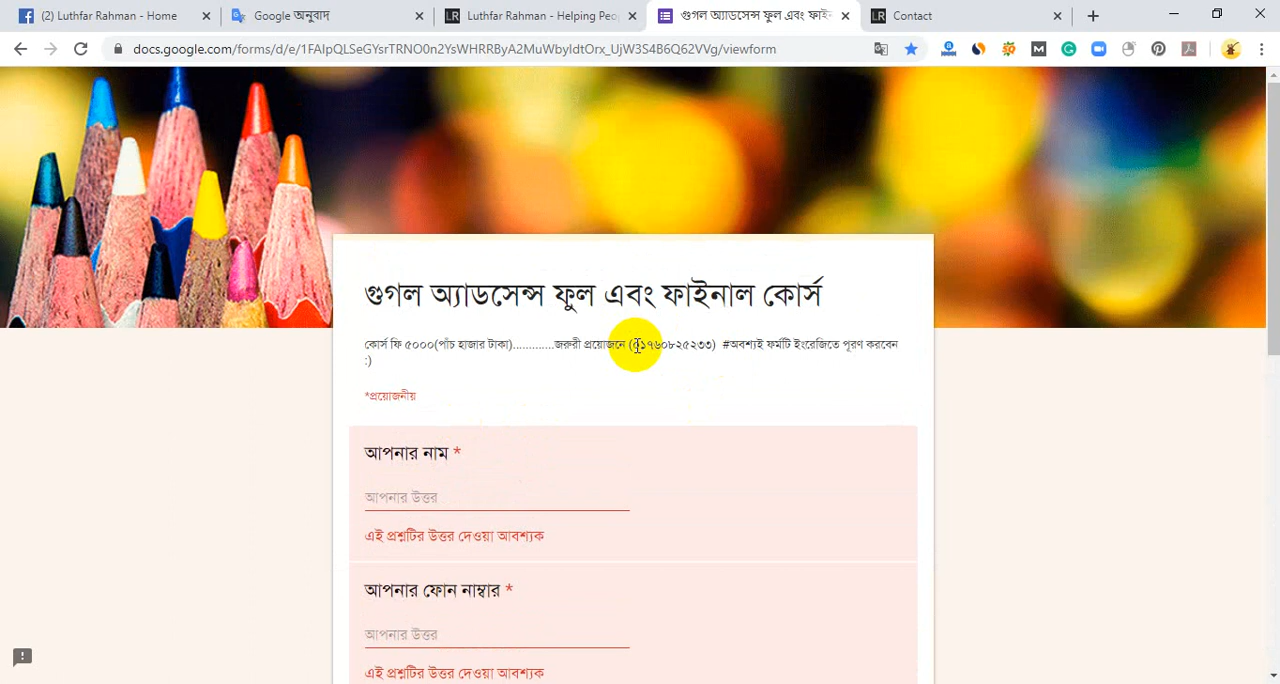 (2) Luthfar Rahman - Home
Google অনুবাদ
Luthfar Rahman - Helping Peo
গুগল অ্যাডসেন্স ফুল এবং ফাইন
Contact
docs.google.com/forms/d/e/1FAIpQLSeGYsrTRNO0n2YsWHRRByA2MuWbyldtOrx_UjW3S4B6Q62VVg/viewform
গুগল অ্যাডসেন্স ফুল এবং ফাইনাল কোর্স
কোর্স ফি ৫০০০(পাঁচ হাজার টাকা)............জরুরী প্রয়োজনে (০১৭৬০৮২৫২৩৩) #অবশ্যই ফর্মটি ইংরেজিতে পূরণ করবেন
:)
*প্রয়োজনীয়
আপনার নাম *
আপনার উত্তর
এই প্রশ্নটির উত্তর দেওয়া আবশ্যক
আপনার ফোন নাম্বার *
আপনার উত্তর
এই প্রশ্নটির উত্তর দেওয়া আবশ্যক